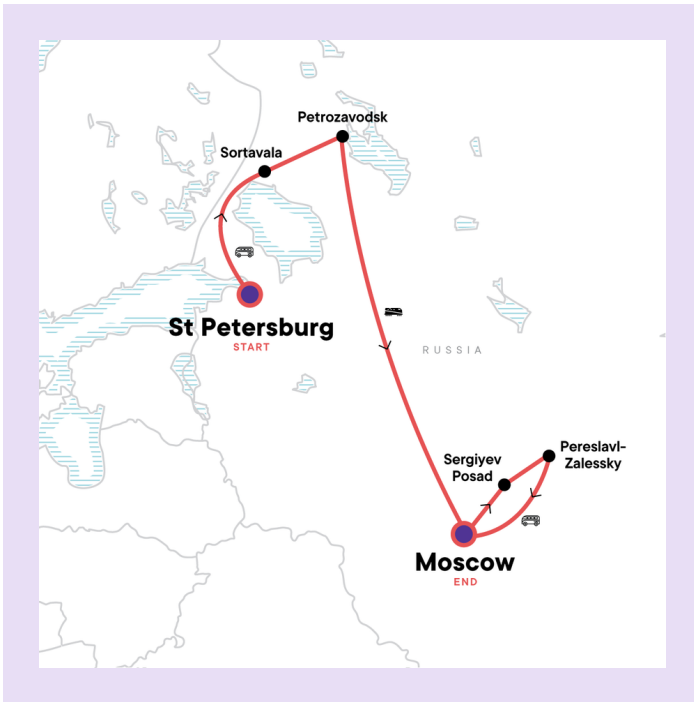 Petrozavodsk
Sortavala
St Petersburg
START
RUSSIA
Sergiyev
Posad
Pereslavl-
Zalessky
Moscow
END